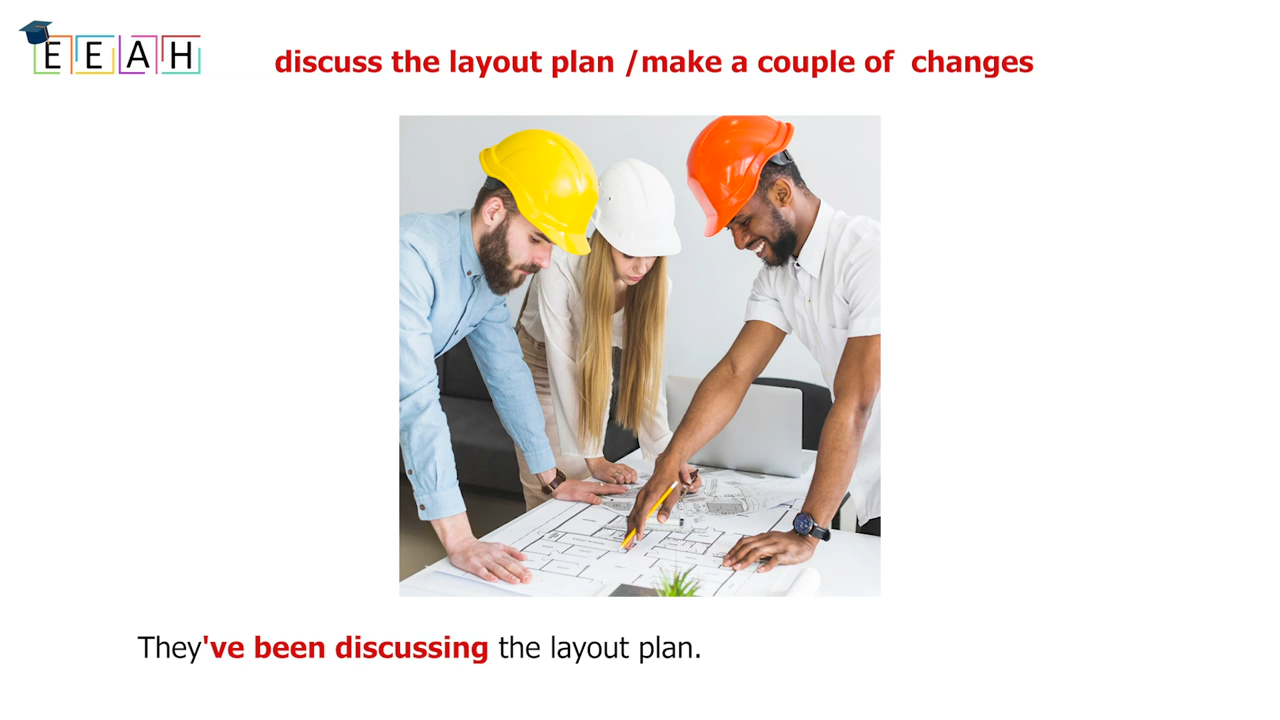 EEAH
discuss the layout plan /make a couple of changes
They've been discussing the layout plan.